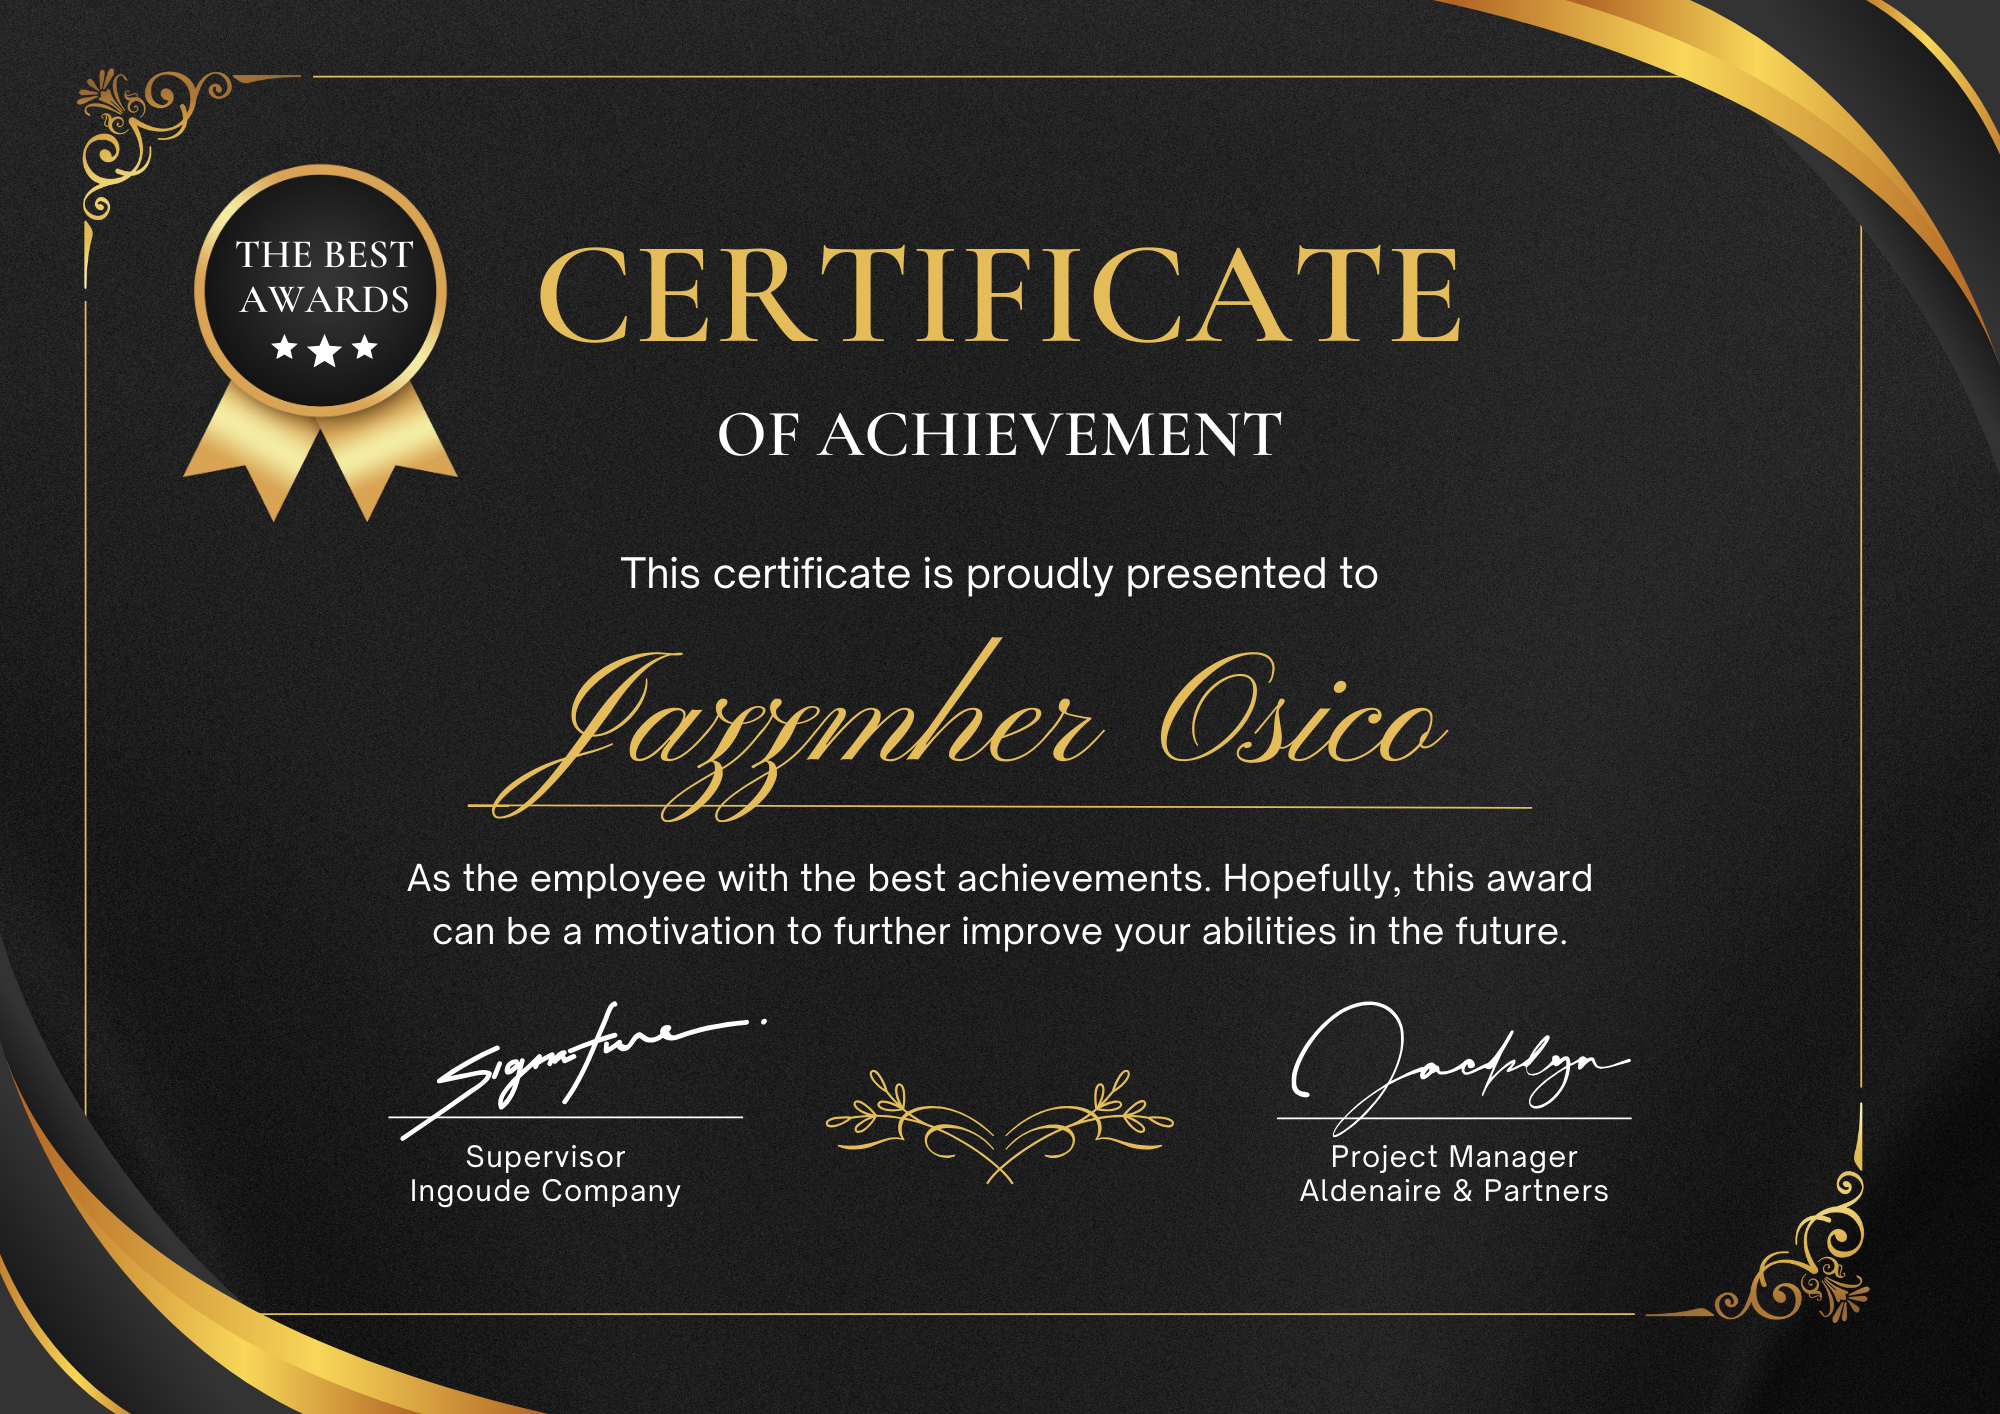 THE BEST
AWARDS
CERTIFICATE
OF ACHIEVEMENT
This certificate is proudly presented to
Jazzmher Osico
As the employee with the best achievements. Hopefully, this award
can be a motivation to further improve your abilities in the future.
Signature
Supervisor
Ingoude Company
Jacklyn
Project Manager
Aldenaire & Partners